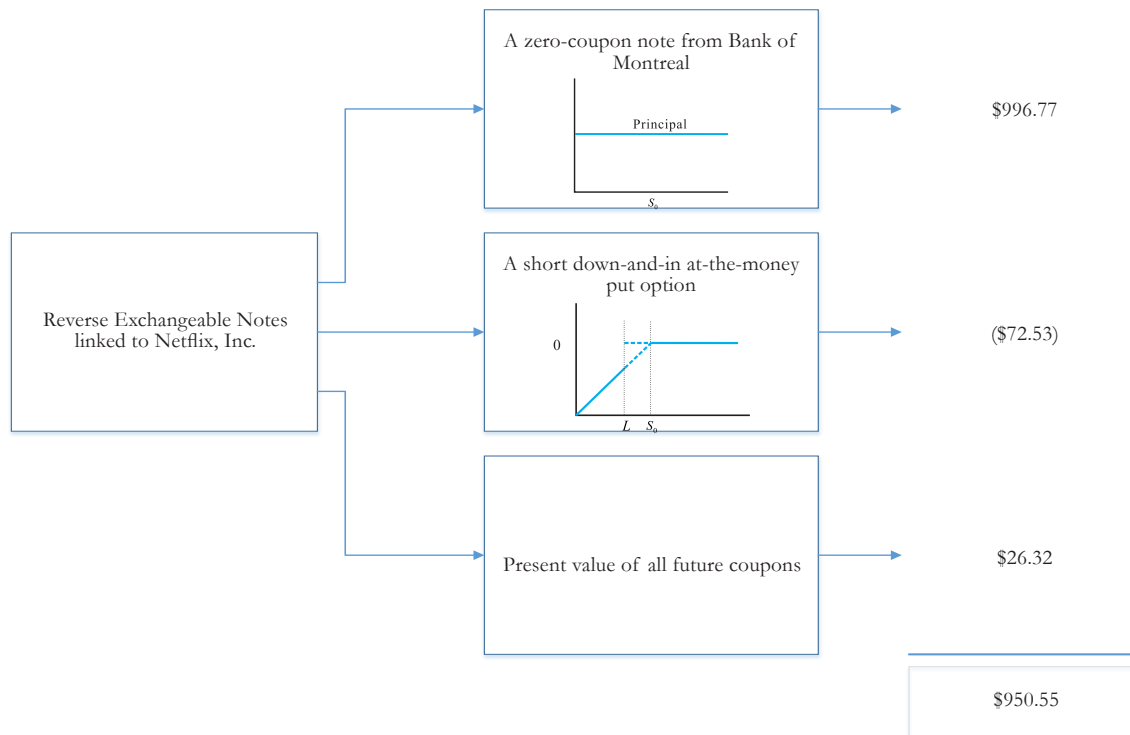 A zero-coupon note from Bank of
Montreal
Principal
S₀
$996.77
Reverse Exchangeable Notes
linked to Netflix, Inc.
A short down-and-in at-the-money
put option
0
L S₀
($72.53)
Present value of all future coupons
$26.32
$950.55